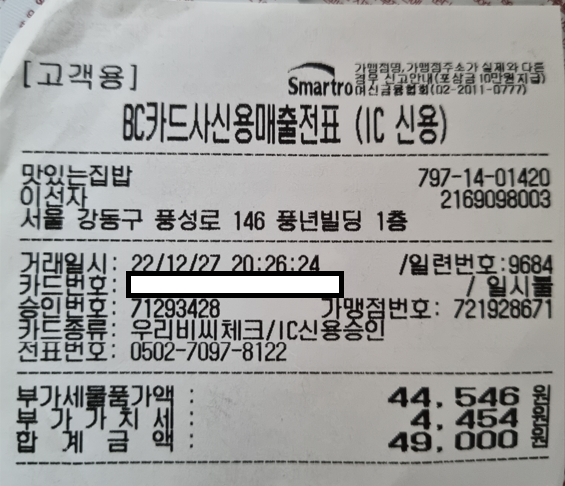 [고객용]
Smartro
가맹점명,가맹점주소가 실제와 다른
경우 신고안내(포상금 10만원지급)
여신금융협회(02-2011-0777)
BC카드사신용매출전표 (IC 신용)
맛있는집밥 797-14-01420
이선자 2169098003
서울 강동구 풍성로 146 풍년빌딩 1층
거래일시: 22/12/27 20:26:24 /일련번호:9684
카드번호: / 일시불
승인번호: 71293428 가맹점번호: 721928671
카드종류: 우리비씨체크/IC신용승인
전표번호: 0502-7097-8122
부가세물품가액: 44,546 원
부 가 가 치 세 : 4,454 원
합 계 금 액 : 49,000 원